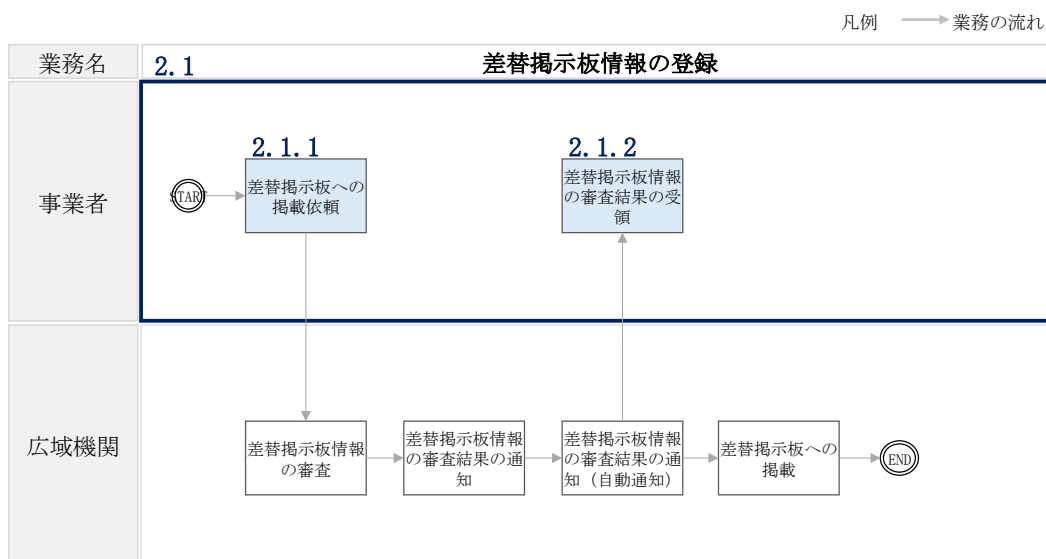 凡例 業務の流れ
業務名 2.1 差替掲示板情報の登録
事業者
START
2.1.1
差替掲示板への
掲載依頼
2.1.2
差替掲示板情報
の審査結果の受
領
広域機関
差替掲示板情報
の審査
差替掲示板情報
の審査結果の通
知
差替掲示板情報
の審査結果の通
知（自動通知）
差替掲示板への
掲載
END